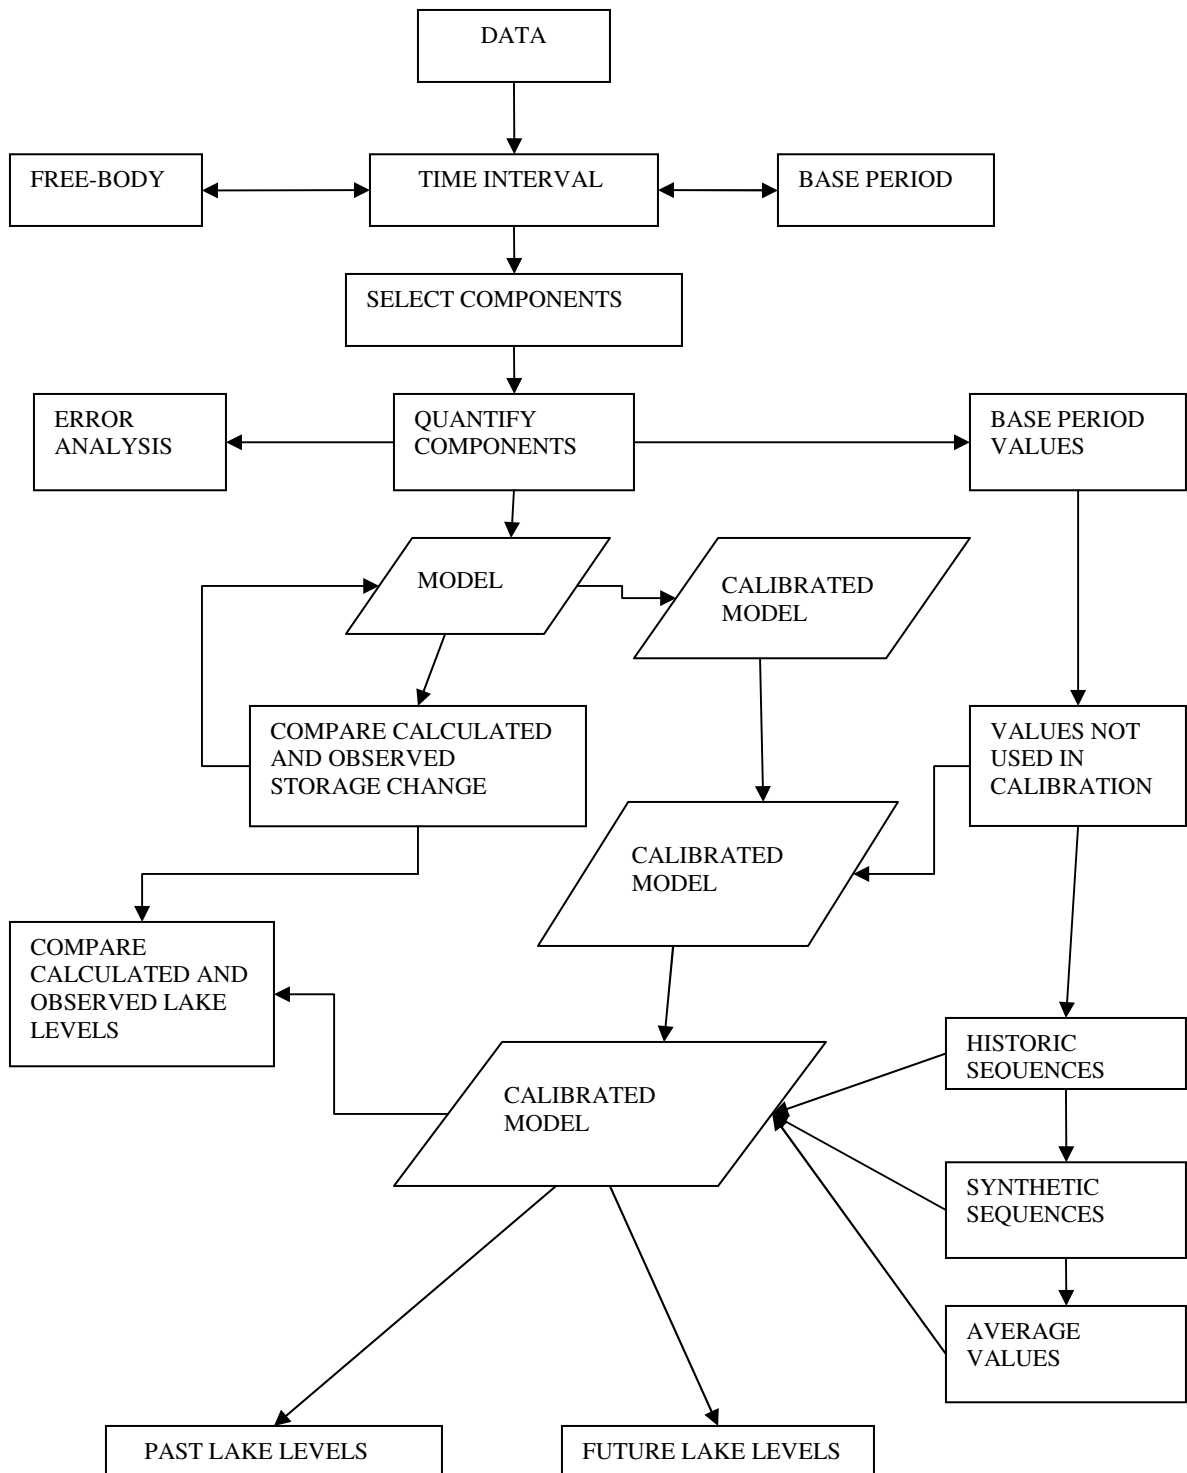 DATA
FREE-BODY
TIME INTERVAL
BASE PERIOD
SELECT COMPONENTS
ERROR
ANALYSIS
QUANTIFY
COMPONENTS
BASE PERIOD
VALUES
MODEL
CALIBRATED
MODEL
COMPARE CALCULATED
AND OBSERVED
STORAGE CHANGE
VALUES NOT
USED IN
CALIBRATION
CALIBRATED
MODEL
COMPARE
CALCULATED AND
OBSERVED LAKE
LEVELS
HISTORIC
SEQUENCES
CALIBRATED
MODEL
SYNTHETIC
SEQUENCES
AVERAGE
VALUES
PAST LAKE LEVELS
FUTURE LAKE LEVELS